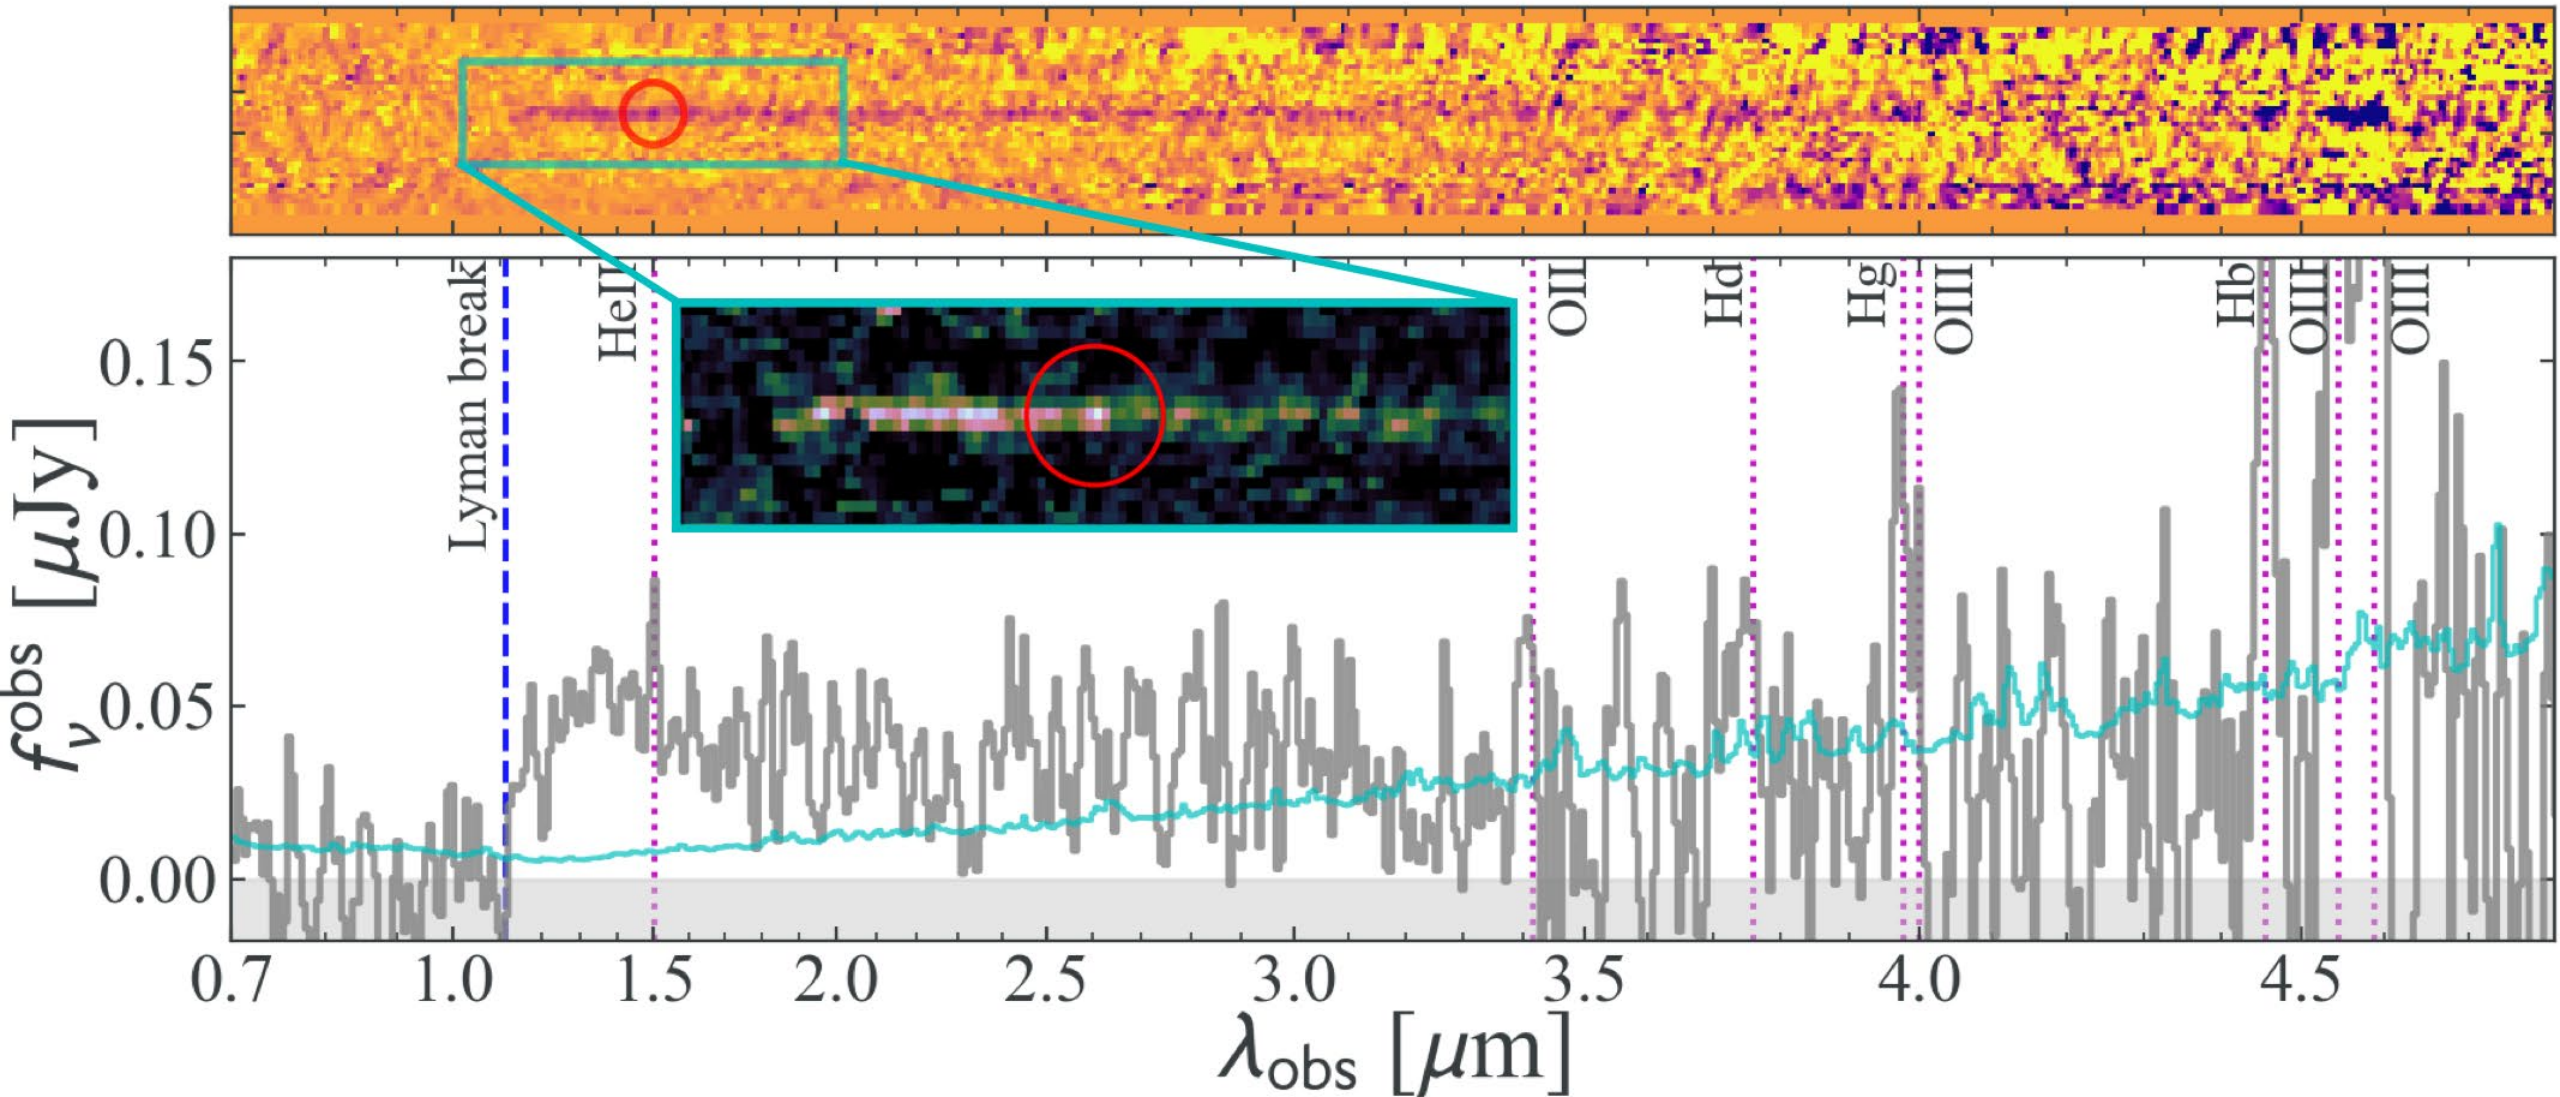 Lyman break
HeII
OII
Hd
Hg
OIII
Hb
OIII
OIII
0.15
0.10
0.05
0.00
f_ν^obs [μJy]
0.7 1.0 1.5 2.0 2.5 3.0 3.5 4.0 4.5
λ_obs [μm]